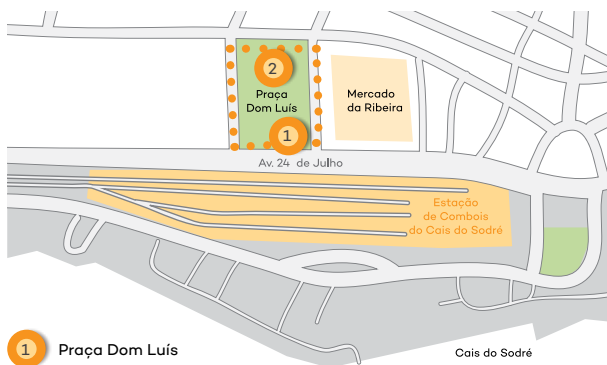 2
Praça
Dom Luís
1
Mercado
da Ribeira
Av. 24 de Julho
Estação
de Combois
do Cais do Sodré
1 Praça Dom Luís
Cais do Sodré